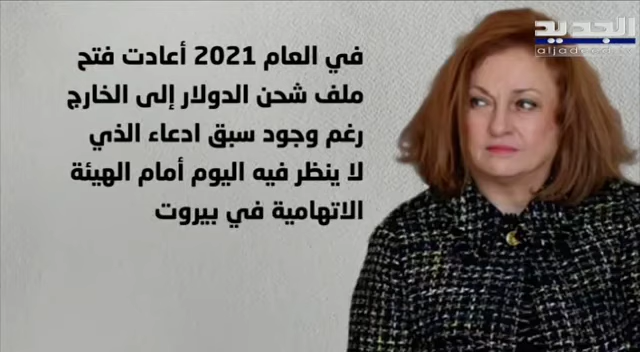 الجديد
في العام 2021 أعادت فتح
ملف شحن الدولار إلى الخارج
رغم وجود سبق ادعاء الذي
لا ينظر فيه اليوم أمام الهيئة
الاتهامية في بيروت